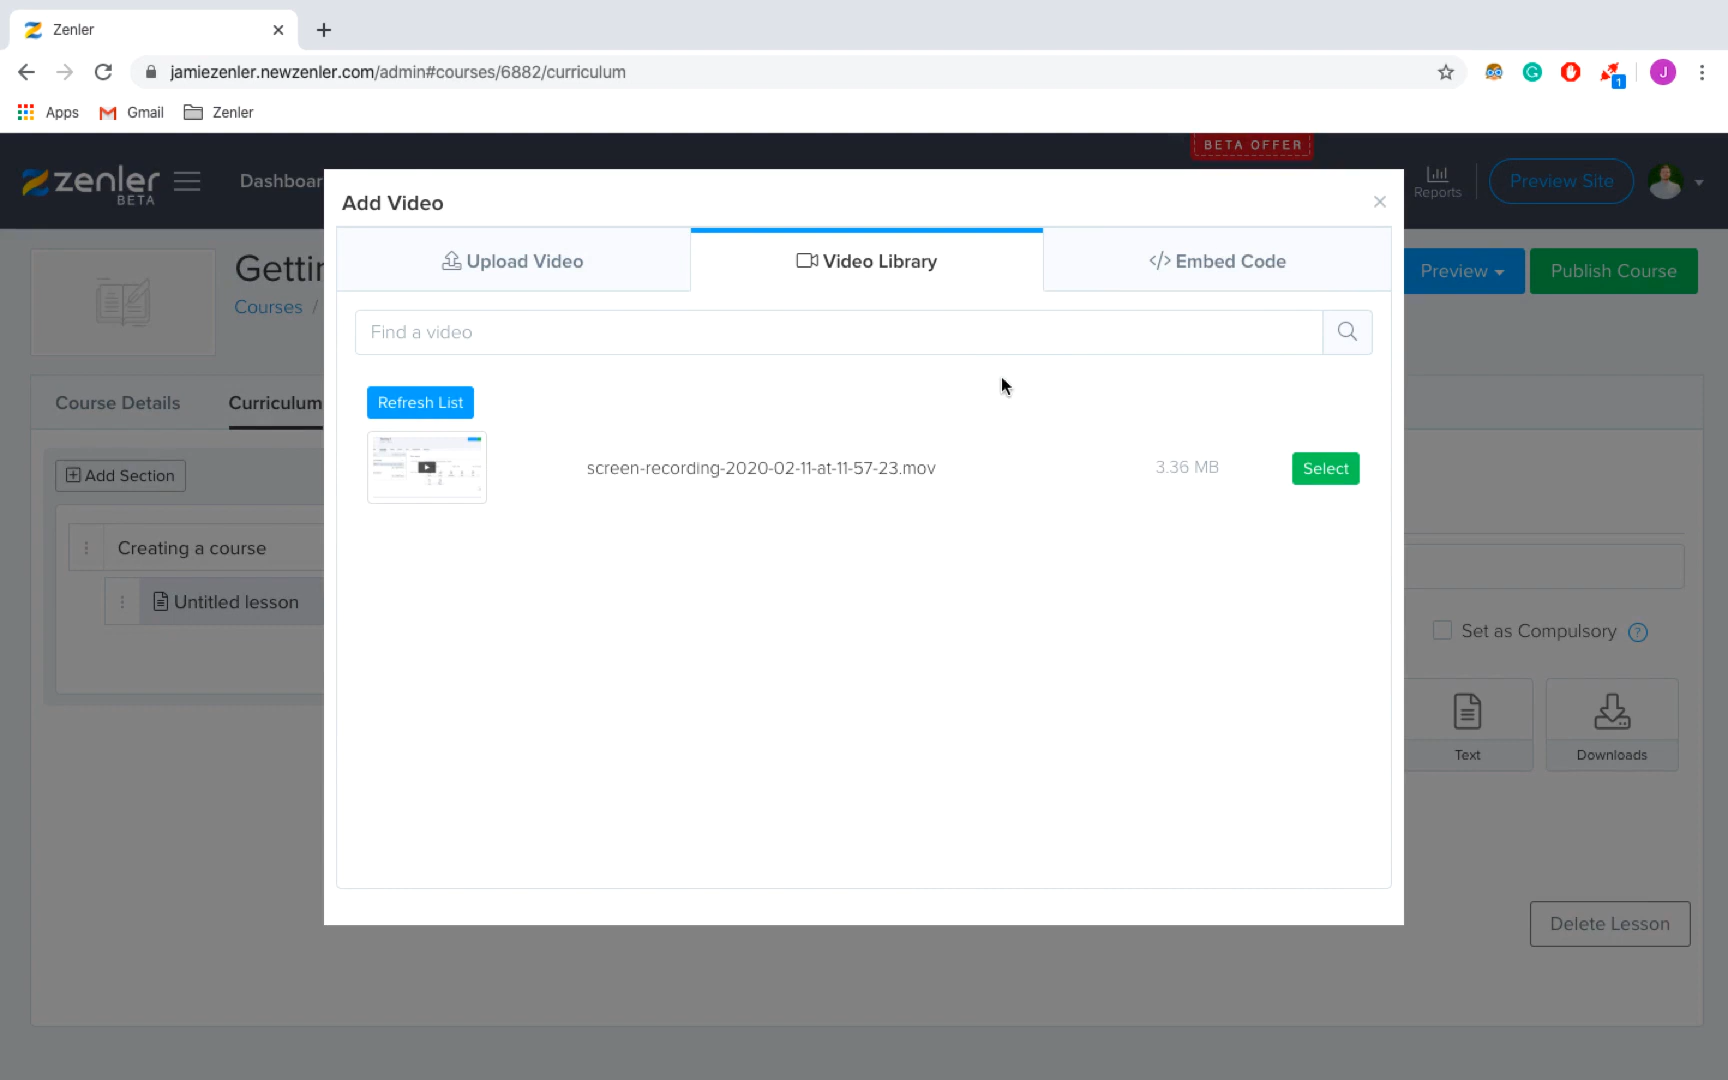 Zenler
jamiezenler.newzenler.com/admin#courses/6882/curriculum
1
J
Apps
Gmail
Zenler
BETA OFFER
zenler
BETA
Dashboar
Reports
Preview Site
Add Video
Upload Video
Video Library
</> Embed Code
Gettin
Courses /
Preview
Publish Course
Find a video
Course Details
Curriculum
Refresh List
Add Section
screen-recording-2020-02-11-at-11-57-23.mov
3.36 MB
Select
Creating a course
Untitled lesson
Set as Compulsory ?
Text
Downloads
Delete Lesson